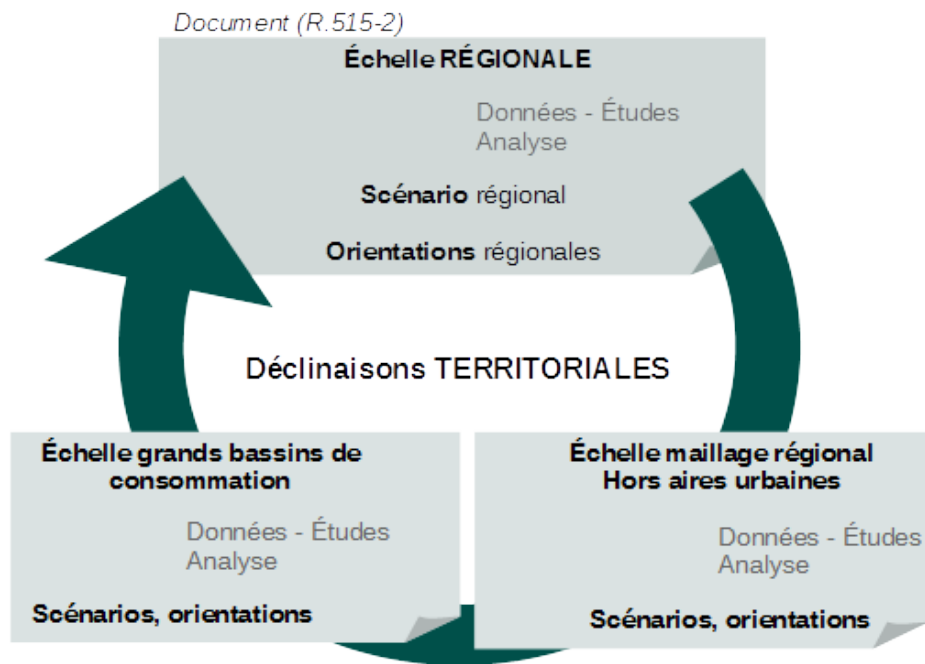 Document (R.515-2)
Échelle RÉGIONALE
Données - Études
Analyse
Scénario régional
Orientations régionales
Déclinaisons TERRITORIALES
Échelle grands bassins de
consommation
Données - Études
Analyse
Scénarios, orientations
Échelle maillage régional
Hors aires urbaines
Données - Études
Analyse
Scénarios, orientations